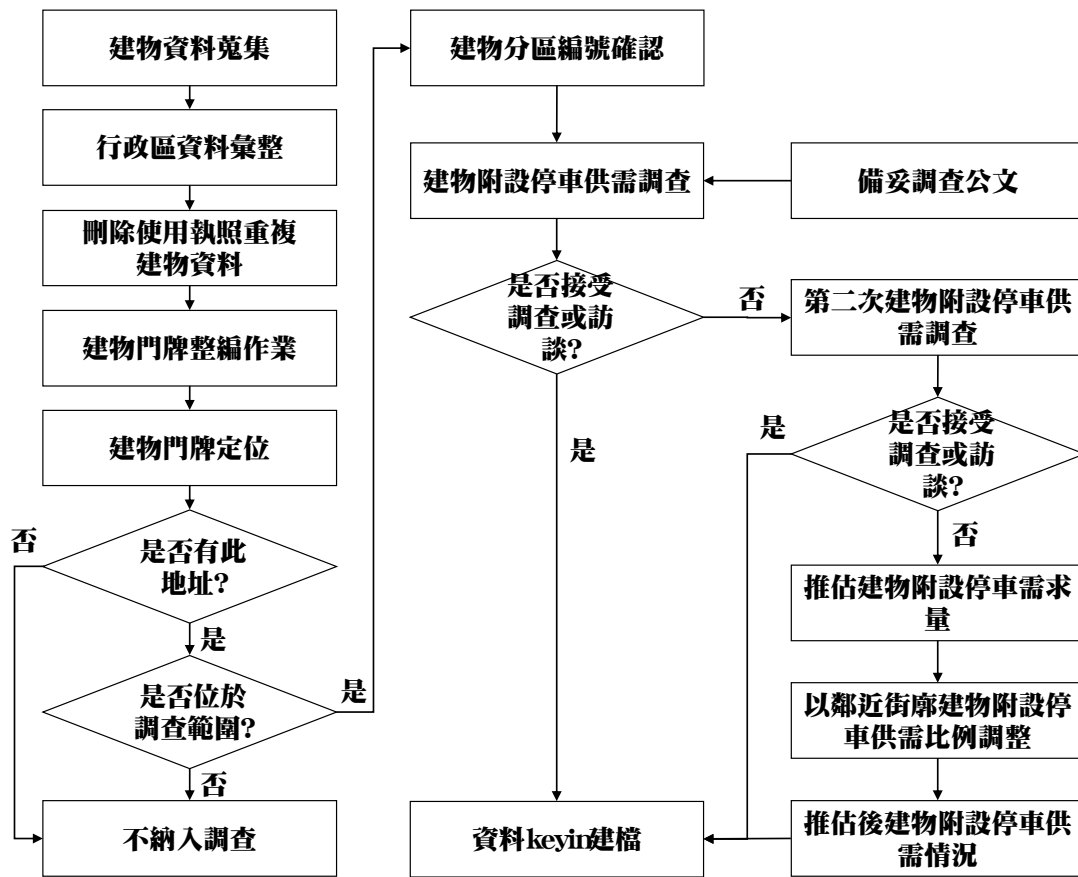 建物資料蒐集
行政區資料彙整
刪除使用執照重複
建物資料
建物門牌整編作業
建物門牌定位
否
是否有此
地址?
是
是否位於
調查範圍?
是
否
不納入調查
建物分區編號確認
建物附設停車供需調查
備妥調查公文
是否接受
調查或訪
談?
否
是
第二次建物附設停車供
需調查
是
是否接受
調查或訪
談?
否
推估建物附設停車需求
量
以鄰近街廓建物附設停
車供需比例調整
推估後建物附設停車供
需情況
資料keyin建檔